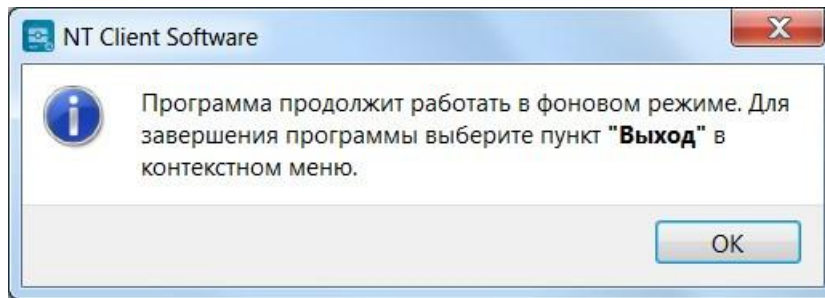 NT Client Software
Программа продолжит работать в фоновом режиме. Для
завершения программы выберите пункт "Выход" в
контекстном меню.
OK